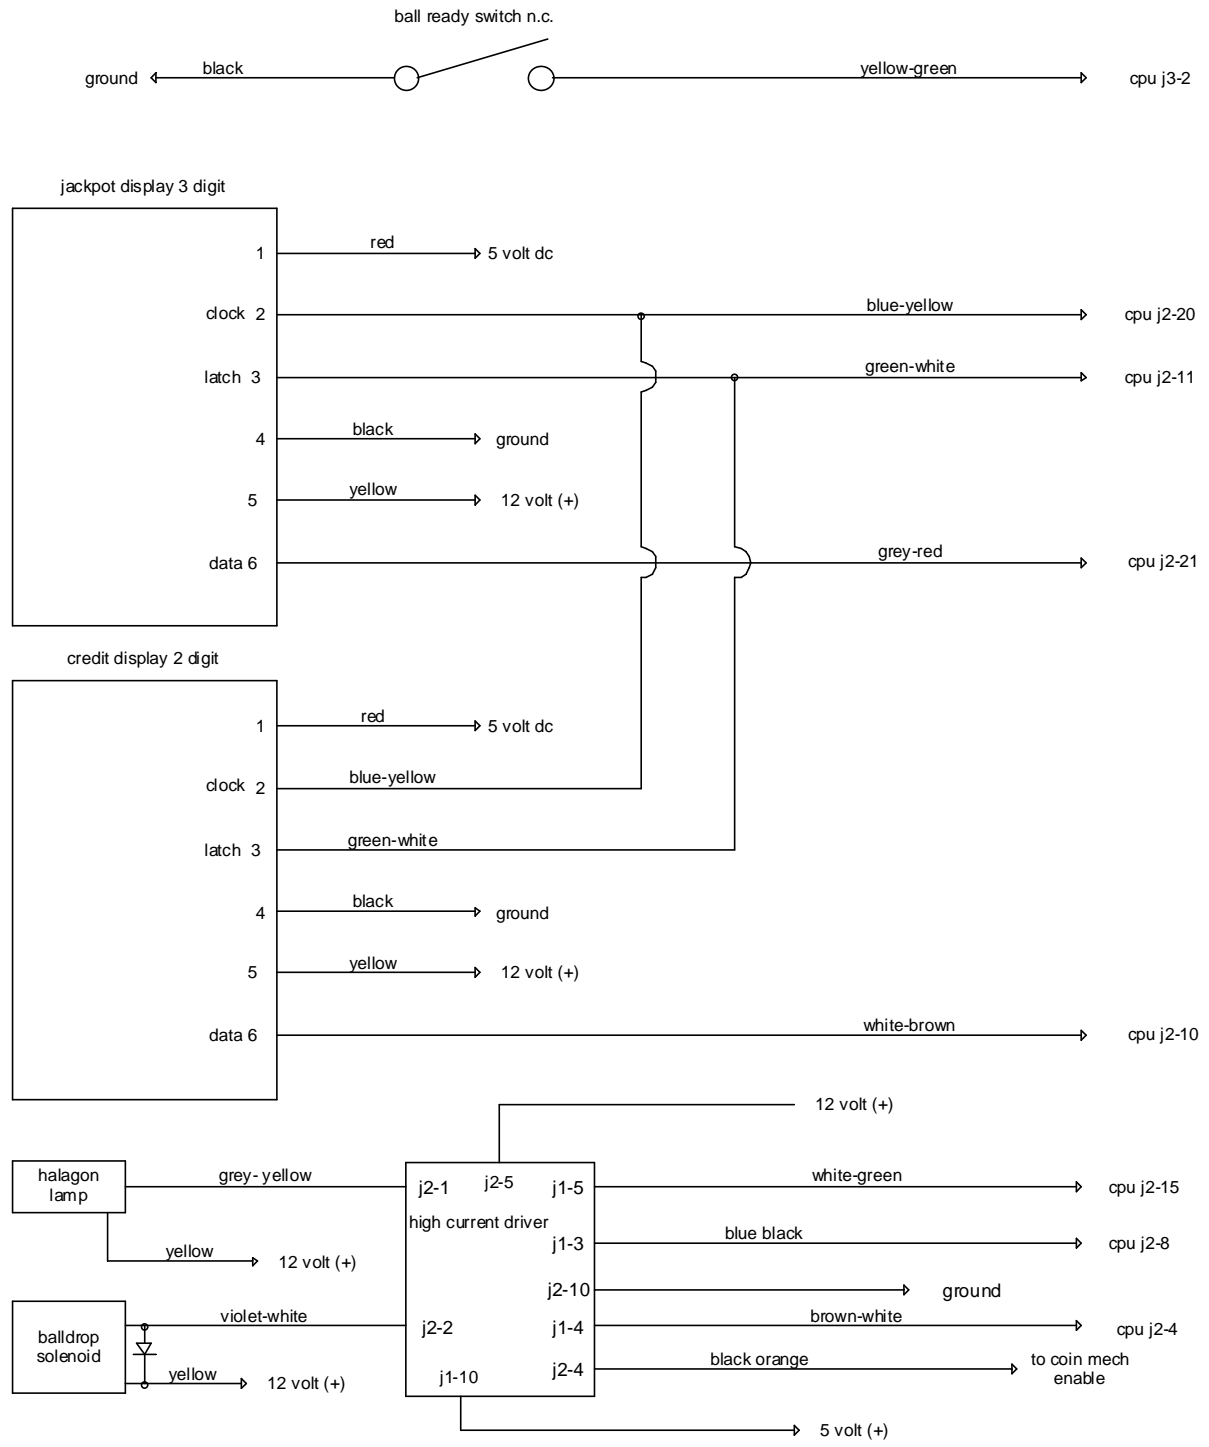 ball ready switch n.c.
ground
black
yellow-green
cpu j3-2
jackpot display 3 digit
1
red
5 volt dc
clock 2
blue-yellow
cpu j2-20
latch 3
green-white
cpu j2-11
4
black
ground
5
yellow
12 volt (+)
data 6
grey-red
cpu j2-21
credit display 2 digit
1
red
5 volt dc
clock 2
blue-yellow
latch 3
green-white
4
black
ground
5
yellow
12 volt (+)
data 6
white-brown
cpu j2-10
12 volt (+)
halagon
lamp
grey-yellow
yellow
12 volt (+)
balldrop
solenoid
violet-white
yellow
12 volt (+)
j2-1
j2-5
j1-5
high current driver
j1-3
j2-10
j2-2
j1-4
j2-4
j1-10
white-green
cpu j2-15
blue black
cpu j2-8
ground
brown-white
cpu j2-4
black orange
to coin mech
enable
5 volt (+)